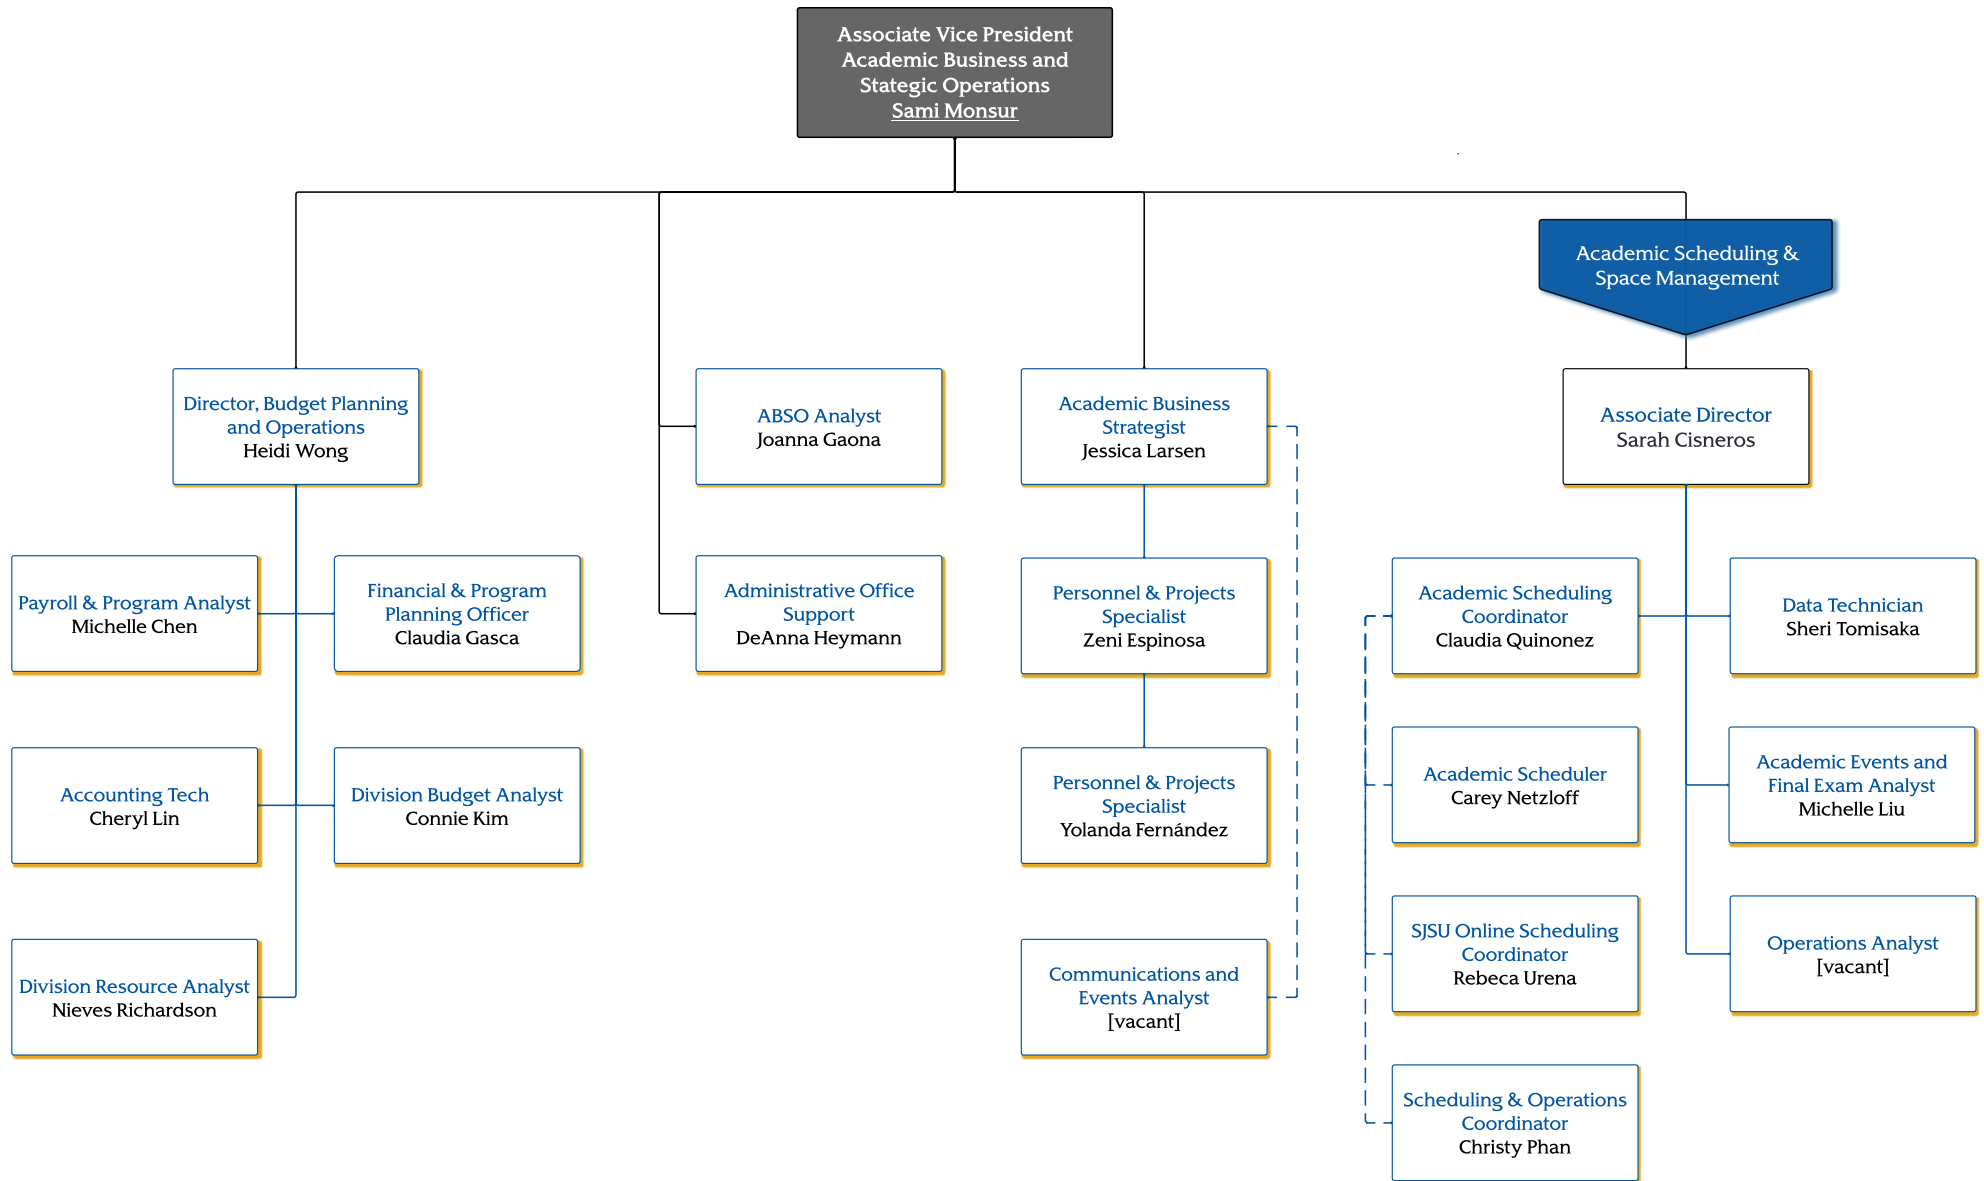 Associate Vice President
Academic Business and
Stategic Operations
Sami Monsur
Academic Scheduling &
Space Management
Director, Budget Planning
and Operations
Heidi Wong
ABSO Analyst
Joanna Gaona
Academic Business
Strategist
Jessica Larsen
Associate Director
Sarah Cisneros
Payroll & Program Analyst
Michelle Chen
Financial & Program
Planning Officer
Claudia Gasca
Administrative Office
Support
DeAnna Heymann
Personnel & Projects
Specialist
Zeni Espinosa
Academic Scheduling
Coordinator
Claudia Quinonez
Data Technician
Sheri Tomisaka
Accounting Tech
Cheryl Lin
Division Budget Analyst
Connie Kim
Personnel & Projects
Specialist
Yolanda Fernández
Academic Scheduler
Carey Netzloff
Academic Events and
Final Exam Analyst
Michelle Liu
Division Resource Analyst
Nieves Richardson
Communications and
Events Analyst
[vacant]
SJSU Online Scheduling
Coordinator
Rebeca Urena
Operations Analyst
[vacant]
Scheduling & Operations
Coordinator
Christy Phan